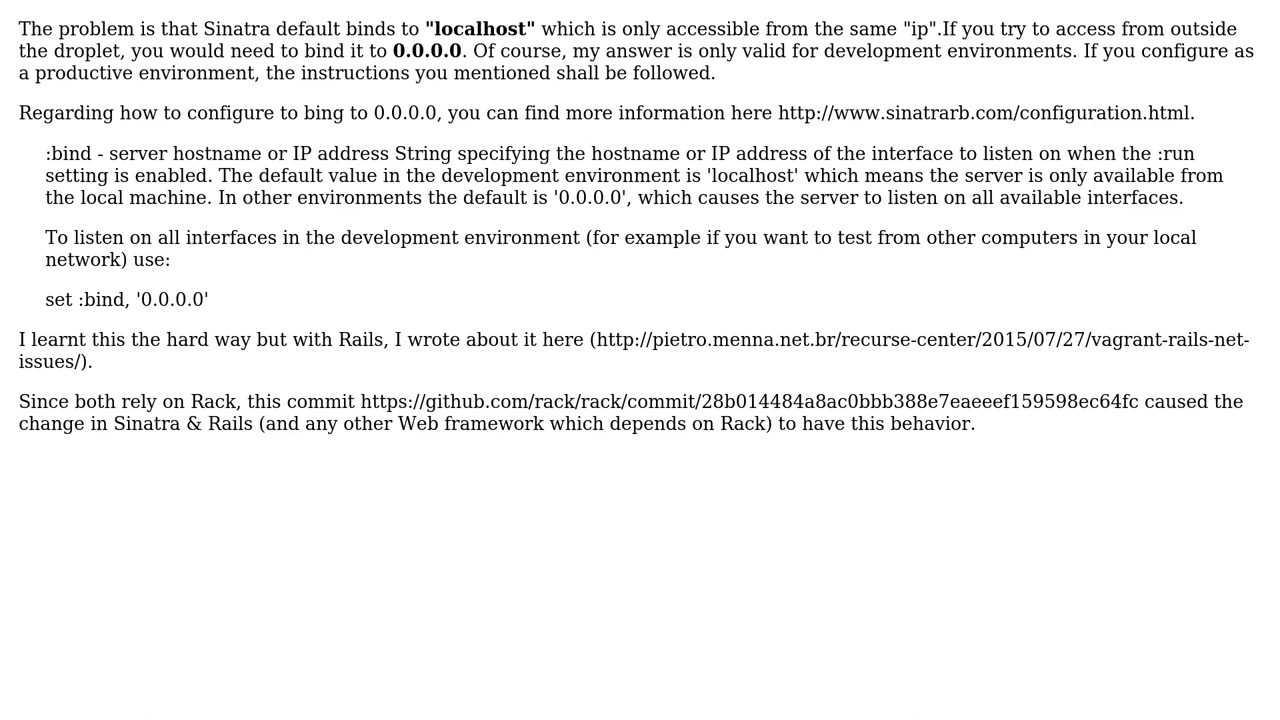 The problem is that Sinatra default binds to "localhost" which is only accessible from the same "ip".If you try to access from outside
the droplet, you would need to bind it to 0.0.0.0. Of course, my answer is only valid for development environments. If you configure as
a productive environment, the instructions you mentioned shall be followed.
Regarding how to configure to bing to 0.0.0.0, you can find more information here http://www.sinatrarb.com/configuration.html.
:bind - server hostname or IP address String specifying the hostname or IP address of the interface to listen on when the :run
setting is enabled. The default value in the development environment is 'localhost' which means the server is only available from
the local machine. In other environments the default is '0.0.0.0', which causes the server to listen on all available interfaces.
To listen on all interfaces in the development environment (for example if you want to test from other computers in your local
network) use:
set :bind, '0.0.0.0'
I learnt this the hard way but with Rails, I wrote about it here (http://pietro.menna.net.br/recurse-center/2015/07/27/vagrant-rails-net-
issues/).
Since both rely on Rack, this commit https://github.com/rack/rack/commit/28b014484a8ac0bbb388e7eaeeef159598ec64fc caused the
change in Sinatra & Rails (and any other Web framework which depends on Rack) to have this behavior.